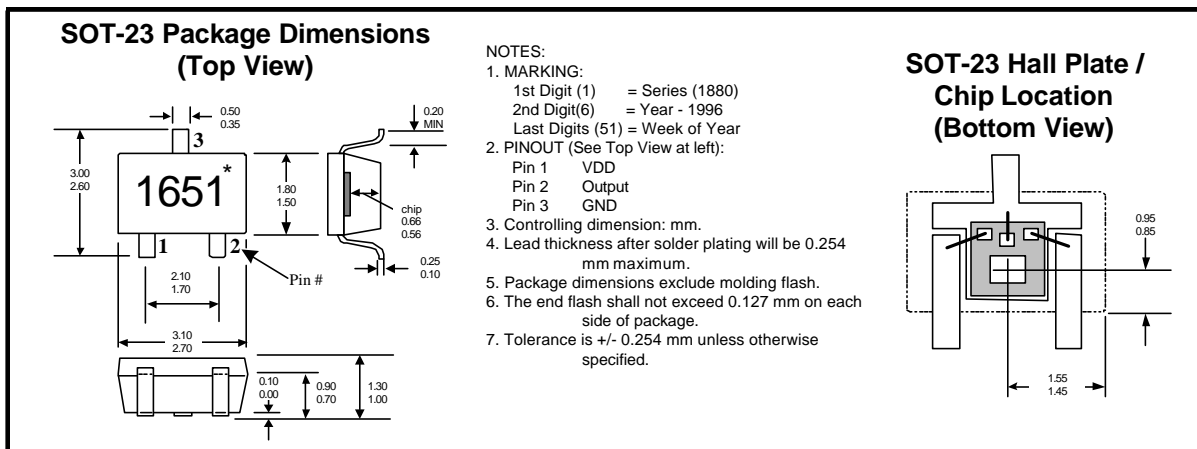 SOT-23 Package Dimensions
(Top View)
0.50
0.35
0.20
MIN
3
3.00
2.60
1651*
1.80
1.50
chip
0.66
0.56
1
2
0.25
0.10
Pin #
2.10
1.70
3.10
2.70
0.10
0.00
0.90
0.70
1.30
1.00
NOTES:
1. MARKING:
1st Digit (1) = Series (1880)
2nd Digit(6) = Year - 1996
Last Digits (51) = Week of Year
2. PINOUT (See Top View at left):
Pin 1 VDD
Pin 2 Output
Pin 3 GND
3. Controlling dimension: mm.
4. Lead thickness after solder plating will be 0.254
mm maximum.
5. Package dimensions exclude molding flash.
6. The end flash shall not exceed 0.127 mm on each
side of package.
7. Tolerance is +/- 0.254 mm unless otherwise
specified.
SOT-23 Hall Plate /
Chip Location
(Bottom View)
0.95
0.85
1.55
1.45